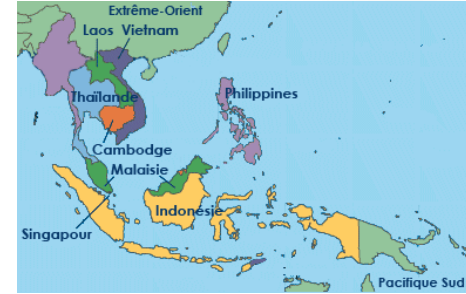 Extrême-Orient
Laos Vietnam
Thaïlande
Philippines
Cambodge
Malaisie
Indonésie
Singapour
Pacifique Sud